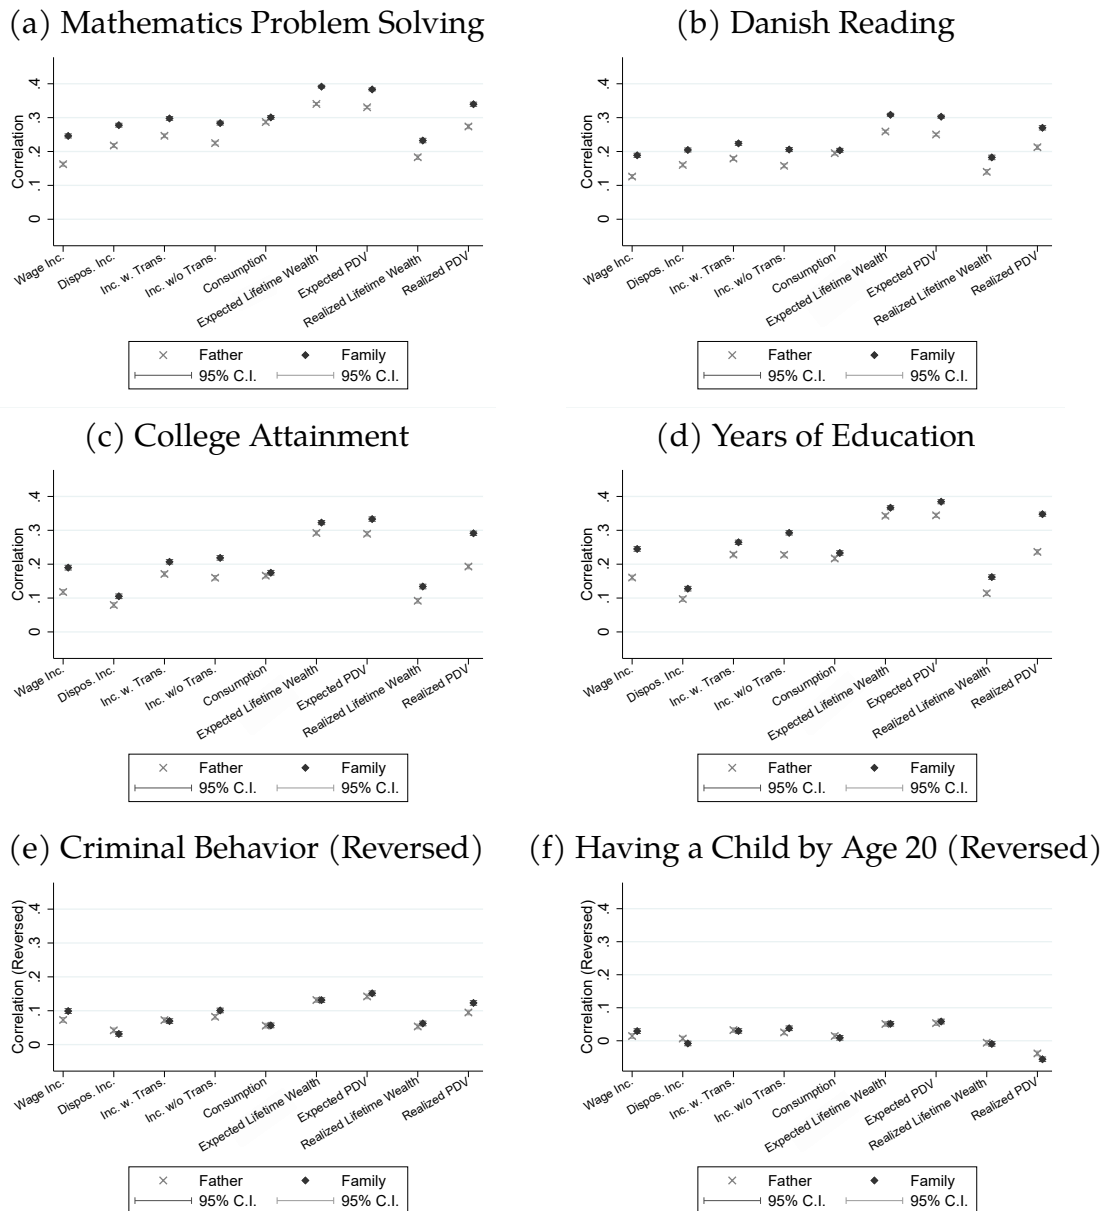 (a) Mathematics Problem Solving
Correlation
.4
.3
.2
.1
0
Wage Inc.
Dispos. Inc.
Inc. w. Trans.
Inc. w/o Trans.
Consumption
Expected Lifetime Wealth
Expected PDV
Realized Lifetime Wealth
Realized PDV
Father
Family
95% C.I.
95% C.I.
(b) Danish Reading
Correlation
.4
.3
.2
.1
0
Wage Inc.
Dispos. Inc.
Inc. w. Trans.
Inc. w/o Trans.
Consumption
Expected Lifetime Wealth
Expected PDV
Realized Lifetime Wealth
Realized PDV
Father
Family
95% C.I.
95% C.I.
(c) College Attainment
Correlation
.4
.3
.2
.1
0
Wage Inc.
Dispos. Inc.
Inc. w. Trans.
Inc. w/o Trans.
Consumption
Expected Lifetime Wealth
Expected PDV
Realized Lifetime Wealth
Realized PDV
Father
Family
95% C.I.
95% C.I.
(d) Years of Education
Correlation
.4
.3
.2
.1
0
Wage Inc.
Dispos. Inc.
Inc. w. Trans.
Inc. w/o Trans.
Consumption
Expected Lifetime Wealth
Expected PDV
Realized Lifetime Wealth
Realized PDV
Father
Family
95% C.I.
95% C.I.
(e) Criminal Behavior (Reversed)
Correlation (Reversed)
.4
.3
.2
.1
0
Wage Inc.
Dispos. Inc.
Inc. w. Trans.
Inc. w/o Trans.
Consumption
Expected Lifetime Wealth
Expected PDV
Realized Lifetime Wealth
Realized PDV
Father
Family
95% C.I.
95% C.I.
(f) Having a Child by Age 20 (Reversed)
Correlation (Reversed)
.4
.3
.2
.1
0
Wage Inc.
Dispos. Inc.
Inc. w. Trans.
Inc. w/o Trans.
Consumption
Expected Lifetime Wealth
Expected PDV
Realized Lifetime Wealth
Realized PDV
Father
Family
95% C.I.
95% C.I.